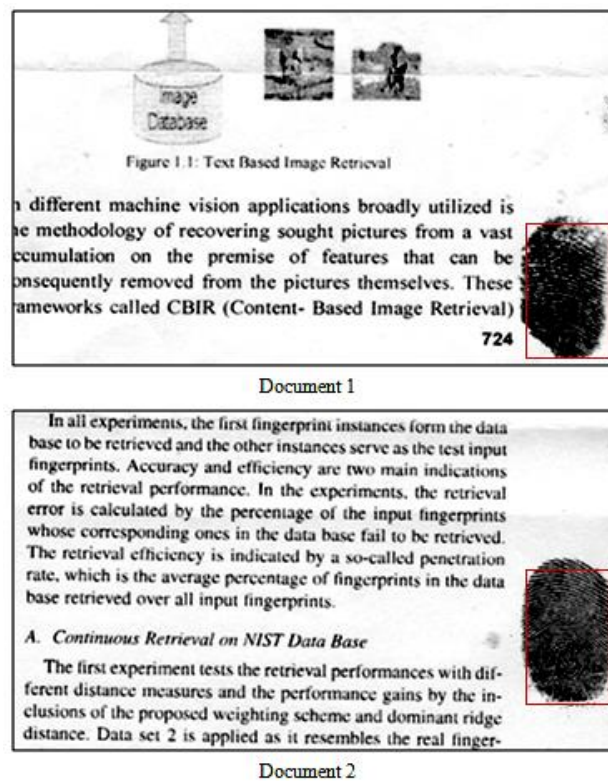 Image
Database
Figure 1.1: Text Based Image Retrieval
n different machine vision applications broadly utilized is
he methodology of recovering sought pictures from a vast
ccumulation on the premise of features that can be
onsequently removed from the pictures themselves. These
rameworks called CBIR (Content- Based Image Retrieval)
724
Document 1
In all experiments, the first fingerprint instances form the data
base to be retrieved and the other instances serve as the test input
fingerprints. Accuracy and efficiency are two main indications
of the retrieval performance. In the experiments, the retrieval
error is calculated by the percentage of the input fingerprints
whose corresponding ones in the data base fail to be retrieved.
The retrieval efficiency is indicated by a so-called penetration
rate, which is the average percentage of fingerprints in the data
base retrieved over all input fingerprints.
A. Continuous Retrieval on NIST Data Base
The first experiment tests the retrieval performances with dif-
ferent distance measures and the performance gains by the in-
clusions of the proposed weighting scheme and dominant ridge
distance. Data set 2 is applied as it resembles the real finger-
Document 2